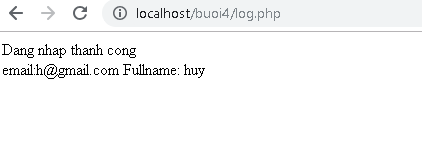 localhost/buoi4/log.php
Dang nhap thanh cong
email:h@gmail.com Fullname: huy